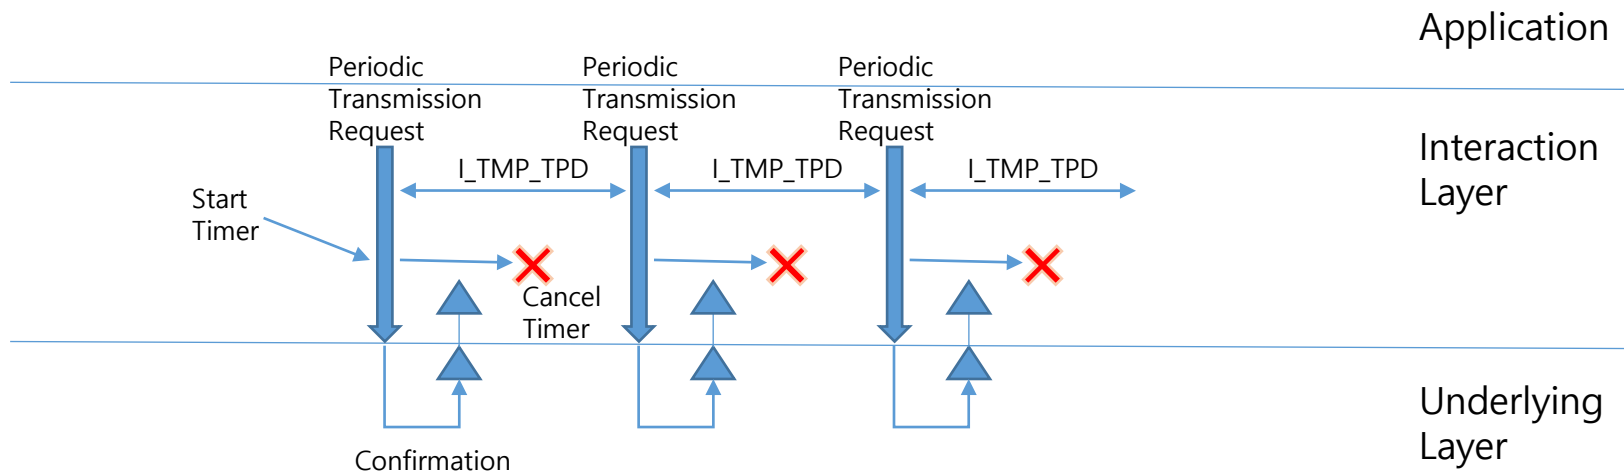 Application
Periodic
Transmission
Request
Periodic
Transmission
Request
Periodic
Transmission
Request
Interaction
Layer
I_TMP_TPD
I_TMP_TPD
I_TMP_TPD
Start
Timer
Cancel
Timer
Underlying
Layer
Confirmation